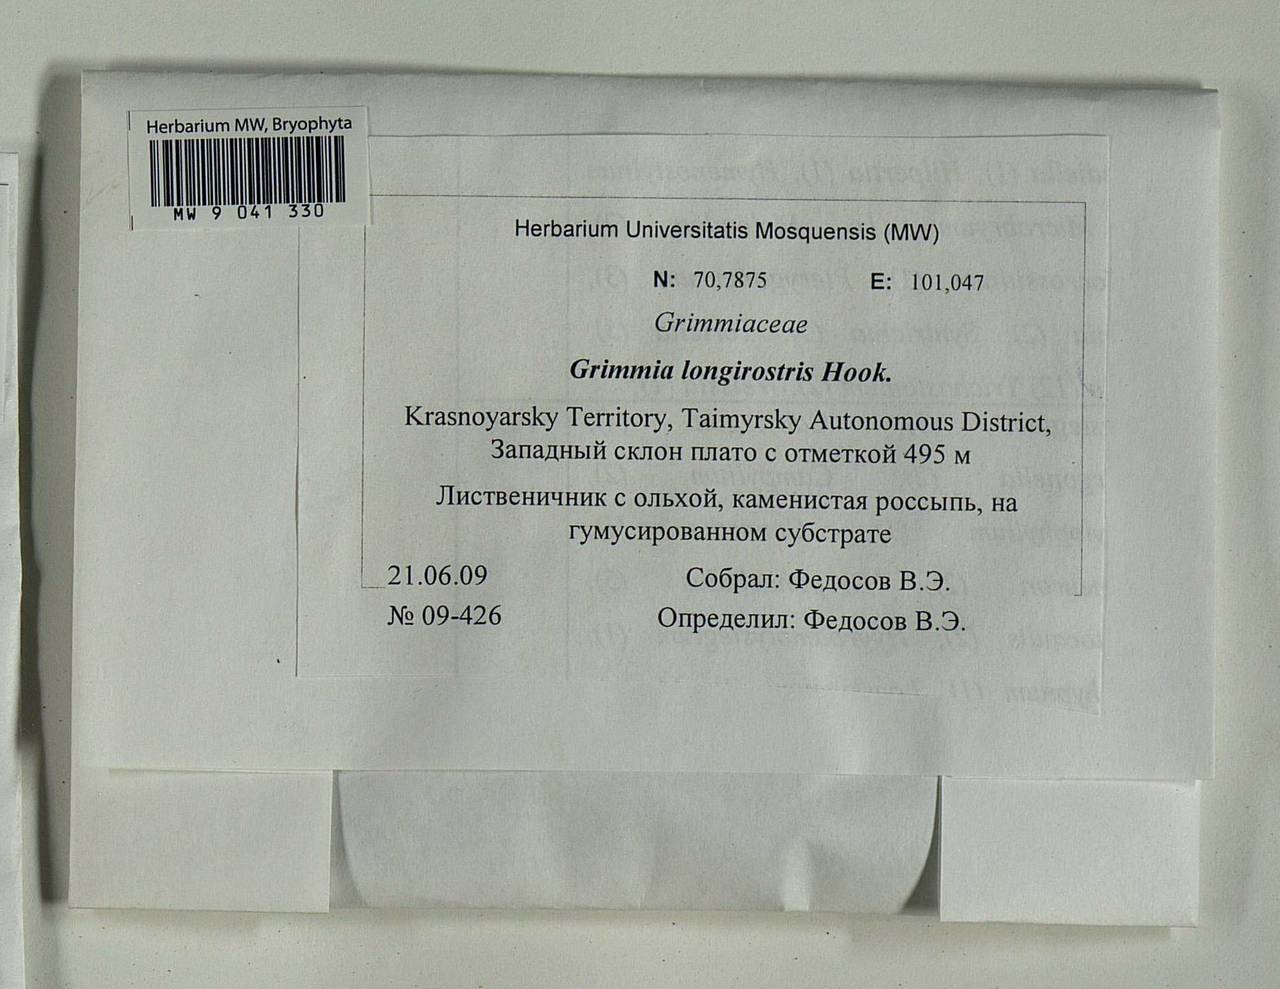 Herbarium MW, Bryophyta
MW 9 041 330
Herbarium Universitatis Mosquensis (MW)
N: 70,7875 E: 101,047
Grimmiaceae
Grimmia longirostris Hook.
Krasnoyarsky Territory, Taimyrsky Autonomous District,
Западный склон плато с отметкой 495 м
Лиственичник с ольхой, каменистая россыпь, на
гумусированном субстрате
21.06.09 Собрал: Федосов В.Э.
№ 09-426 Определил: Федосов В.Э.